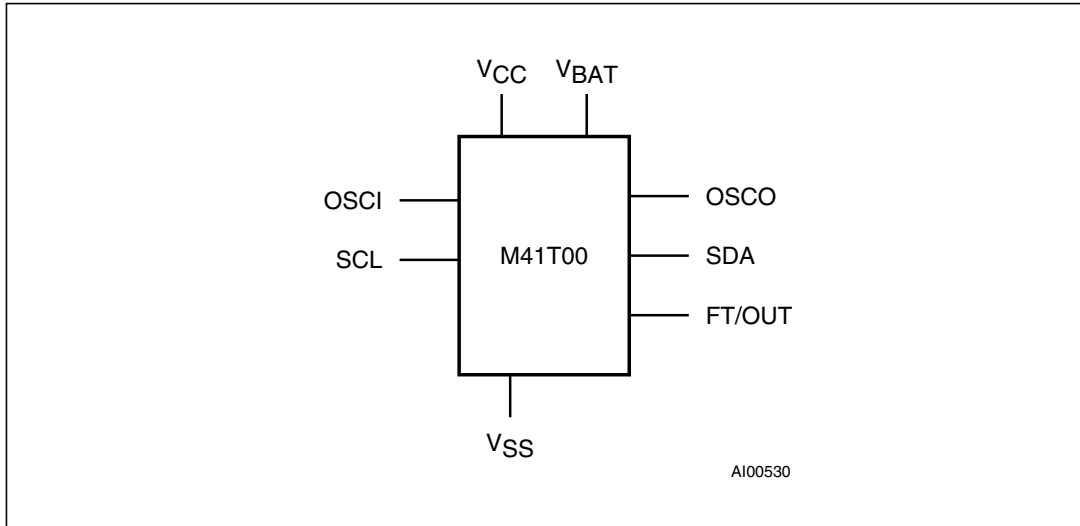 VCC VBAT
OSCI OSCO
SCL M41T00 SDA
FT/OUT
VSS
AI00530